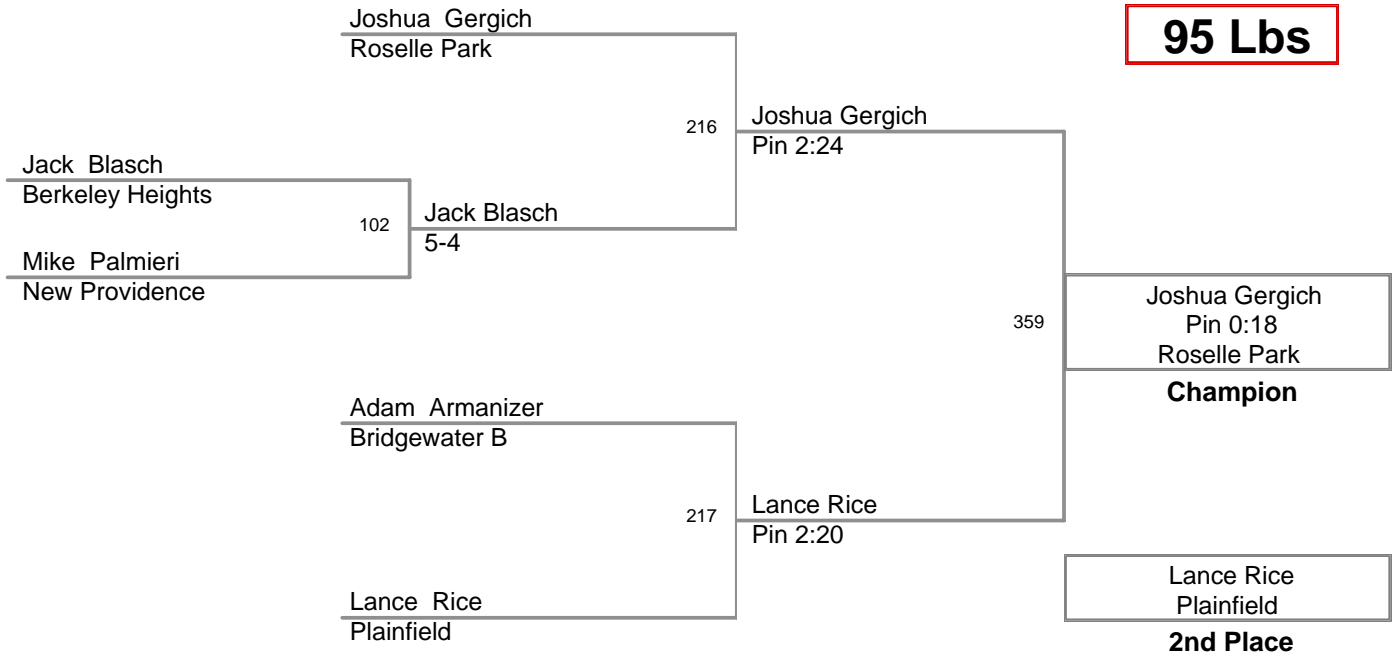 Joshua Gergich
Roselle Park
95 Lbs
216
Joshua Gergich
Pin 2:24
Jack Blasch
Berkeley Heights
102
Jack Blasch
5-4
Mike Palmieri
New Providence
359
Joshua Gergich
Pin 0:18
Roselle Park
Champion
Adam Armanizer
Bridgewater B
217
Lance Rice
Pin 2:20
Lance Rice
Plainfield
Lance Rice
Plainfield
2nd Place